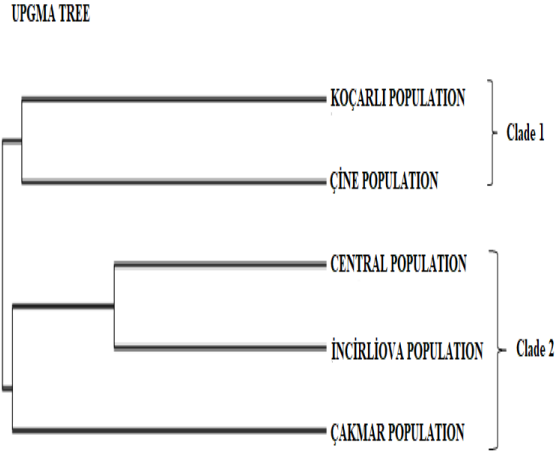 UPGMA TREE
KOÇARLI POPULATION
Clade 1
ÇİNE POPULATION
CENTRAL POPULATION
İNCİRLİOVA POPULATION
Clade 2
ÇAKMAR POPULATION